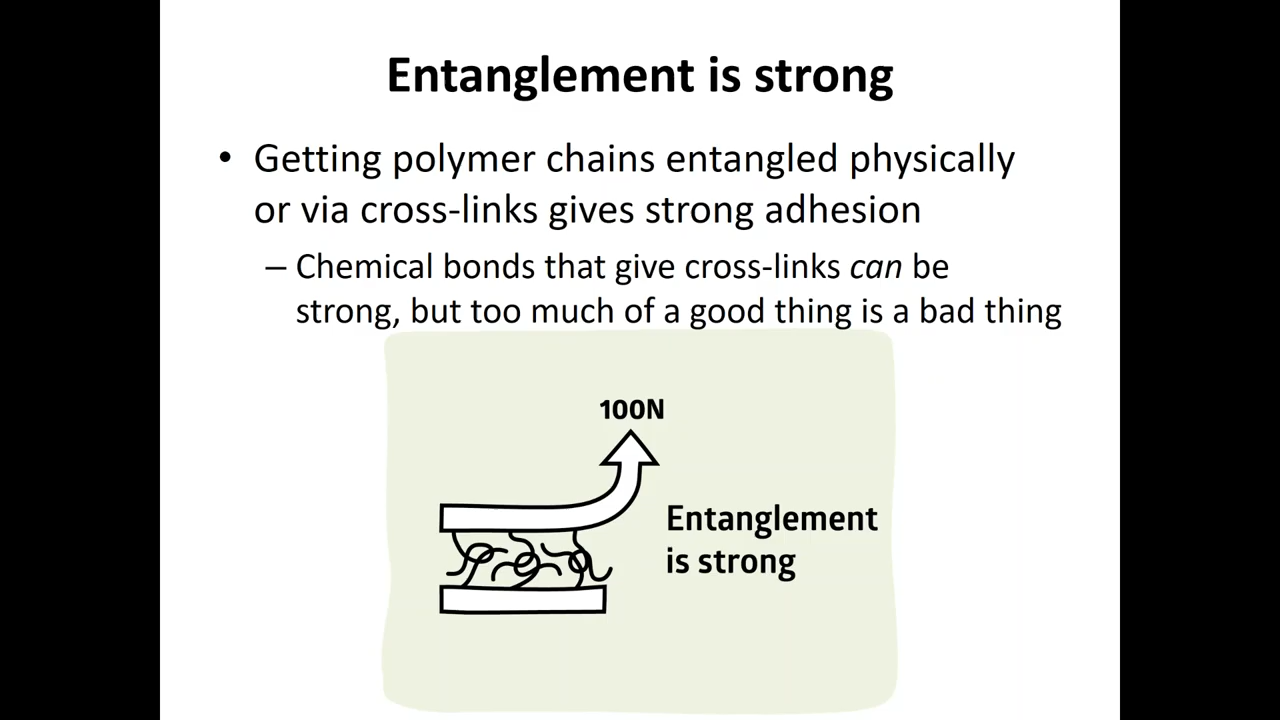 Entanglement is strong
• Getting polymer chains entangled physically
or via cross-links gives strong adhesion
– Chemical bonds that give cross-links can be
strong, but too much of a good thing is a bad thing
100N
Entanglement
is strong